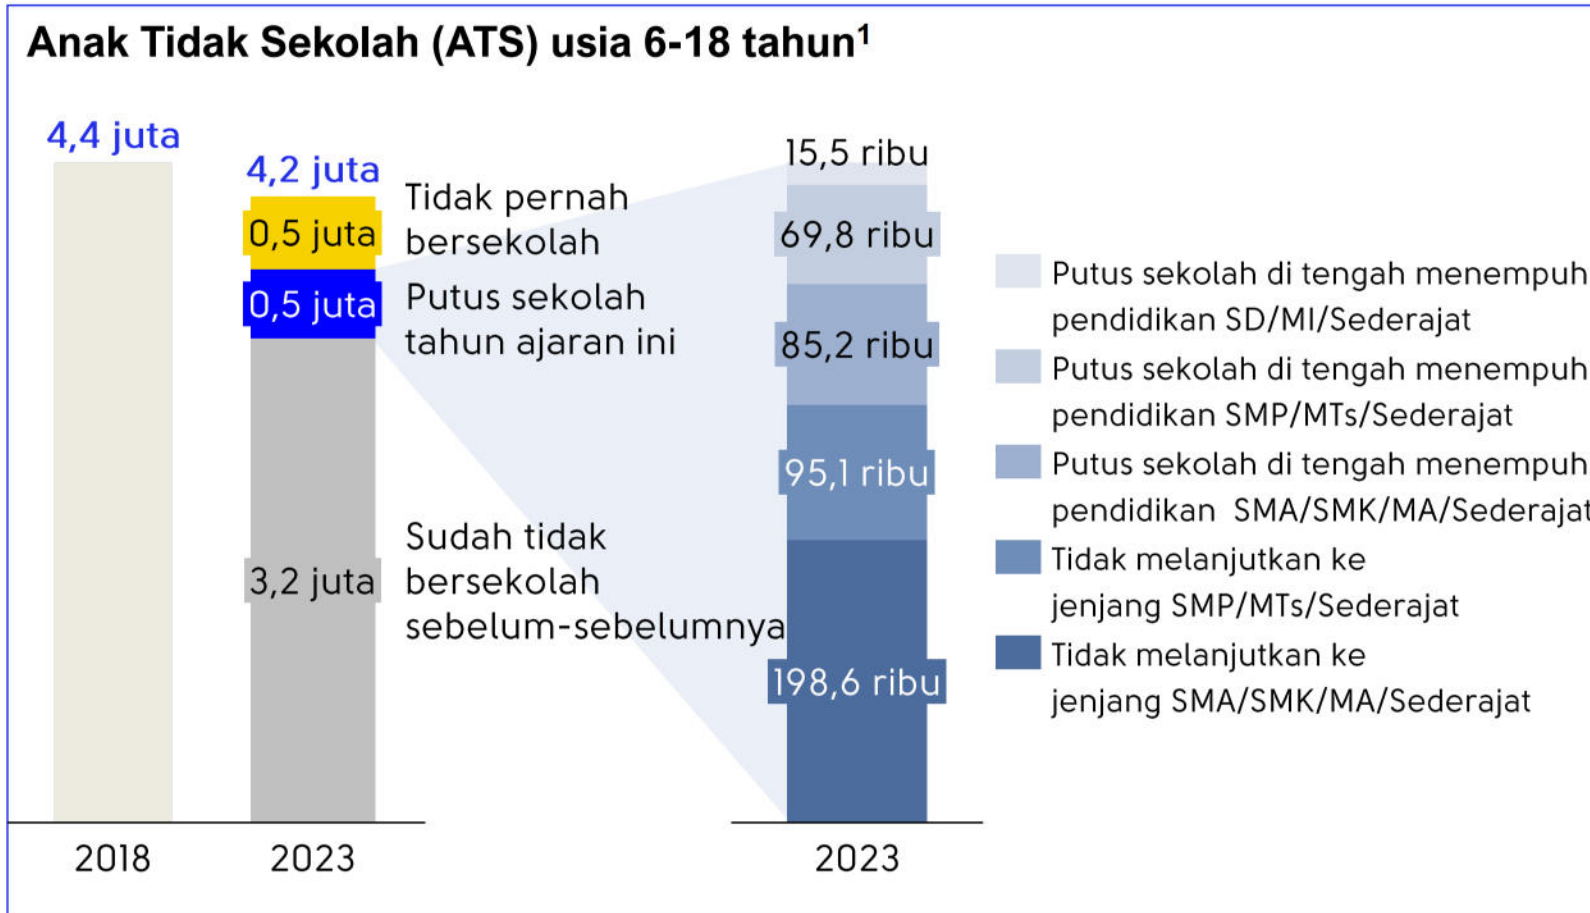 Anak Tidak Sekolah (ATS) usia 6-18 tahun¹
4,4 juta
4,2 juta
0,5 juta
Tidak pernah
bersekolah
0,5 juta
Putus sekolah
tahun ajaran ini
3,2 juta
Sudah tidak
bersekolah
sebelum-sebelumnya
2018
2023
15,5 ribu
69,8 ribu
85,2 ribu
95,1 ribu
198,6 ribu
2023
Putus sekolah di tengah menempuh
pendidikan SD/MI/Sederajat
Putus sekolah di tengah menempuh
pendidikan SMP/MTs/Sederajat
Putus sekolah di tengah menempuh
pendidikan SMA/SMK/MA/Sederajat
Tidak melanjutkan ke
jenjang SMP/MTs/Sederajat
Tidak melanjutkan ke
jenjang SMA/SMK/MA/Sederajat